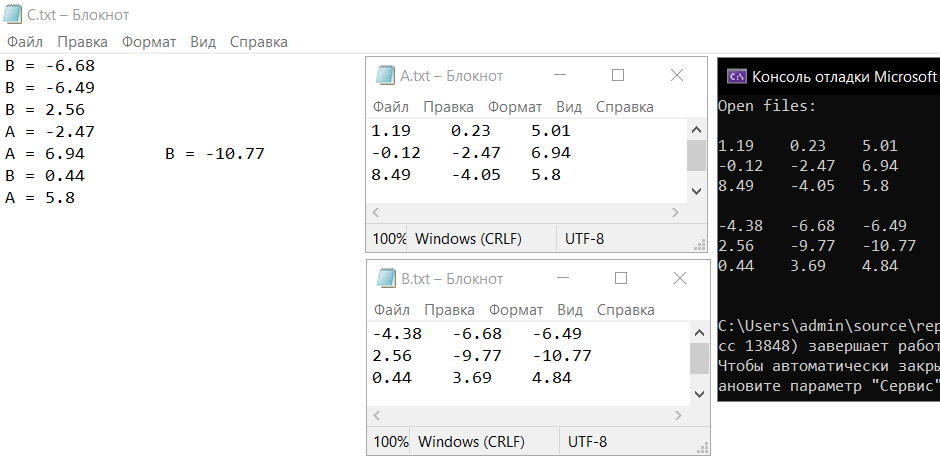 C.txt – Блокнот
Файл Правка Формат Вид Справка
B = -6.68
B = -6.49
B = 2.56
A = -2.47
A = 6.94 B = -10.77
B = 0.44
A = 5.8
A.txt – Блокнот
Файл Правка Формат Вид Справка
1.19 0.23 5.01
-0.12 -2.47 6.94
8.49 -4.05 5.8
100% Windows (CRLF) UTF-8
B.txt – Блокнот
Файл Правка Формат Вид Справка
-4.38 -6.68 -6.49
2.56 -9.77 -10.77
0.44 3.69 4.84
100% Windows (CRLF) UTF-8
Консоль отладки Microsoft
Open files:
1.19 0.23 5.01
-0.12 -2.47 6.94
8.49 -4.05 5.8
-4.38 -6.68 -6.49
2.56 -9.77 -10.77
0.44 3.69 4.84
C:\Users\admin\source\rep
сс 13848) завершает работ
Чтобы автоматически закры
ановите параметр "Сервис"